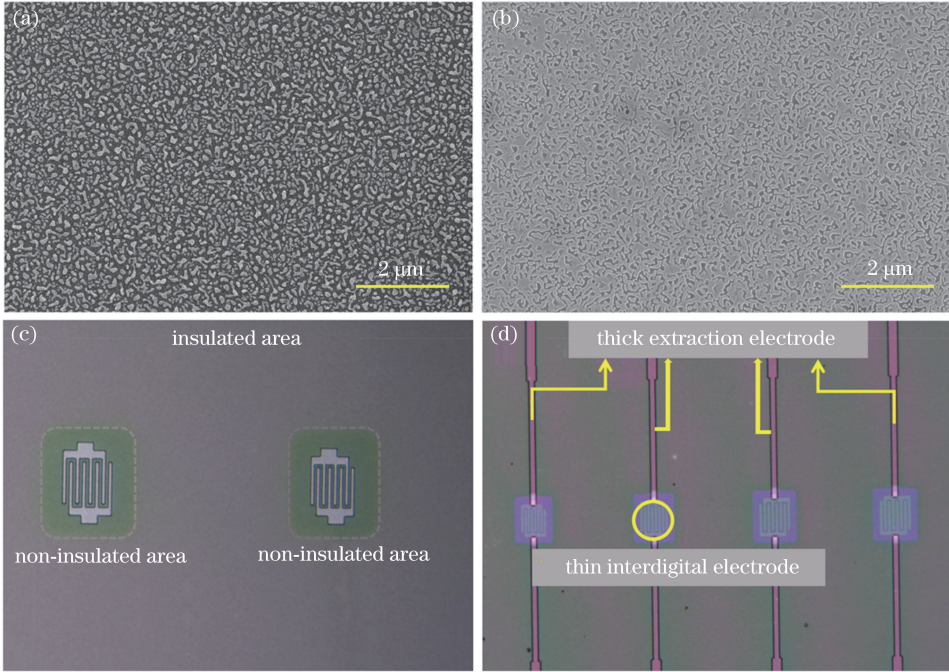 (a)
2 μm
(b)
2 μm
(c)
insulated area
non-insulated area
non-insulated area
(d)
thick extraction electrode
thin interdigital electrode